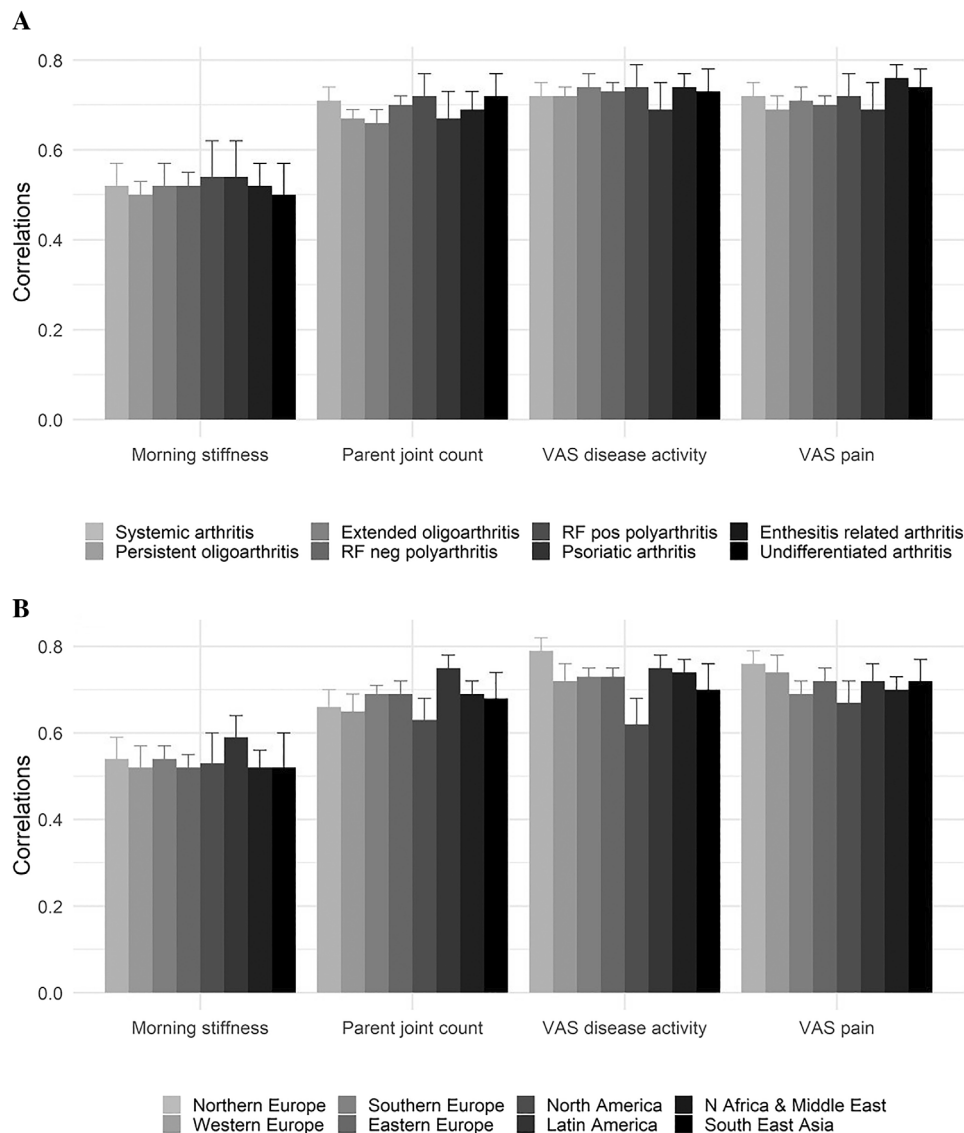 A
0.8
0.6
0.4
0.2
0.0
Correlations
Morning stiffness Parent joint count VAS disease activity VAS pain
Systemic arthritis Extended oligoarthritis RF pos polyarthritis Enthesitis related arthritis
Persistent oligoarthritis RF neg polyarthritis Psoriatic arthritis Undifferentiated arthritis
B
0.8
0.6
0.4
0.2
0.0
Correlations
Morning stiffness Parent joint count VAS disease activity VAS pain
Northern Europe Southern Europe North America N Africa & Middle East
Western Europe Eastern Europe Latin America South East Asia